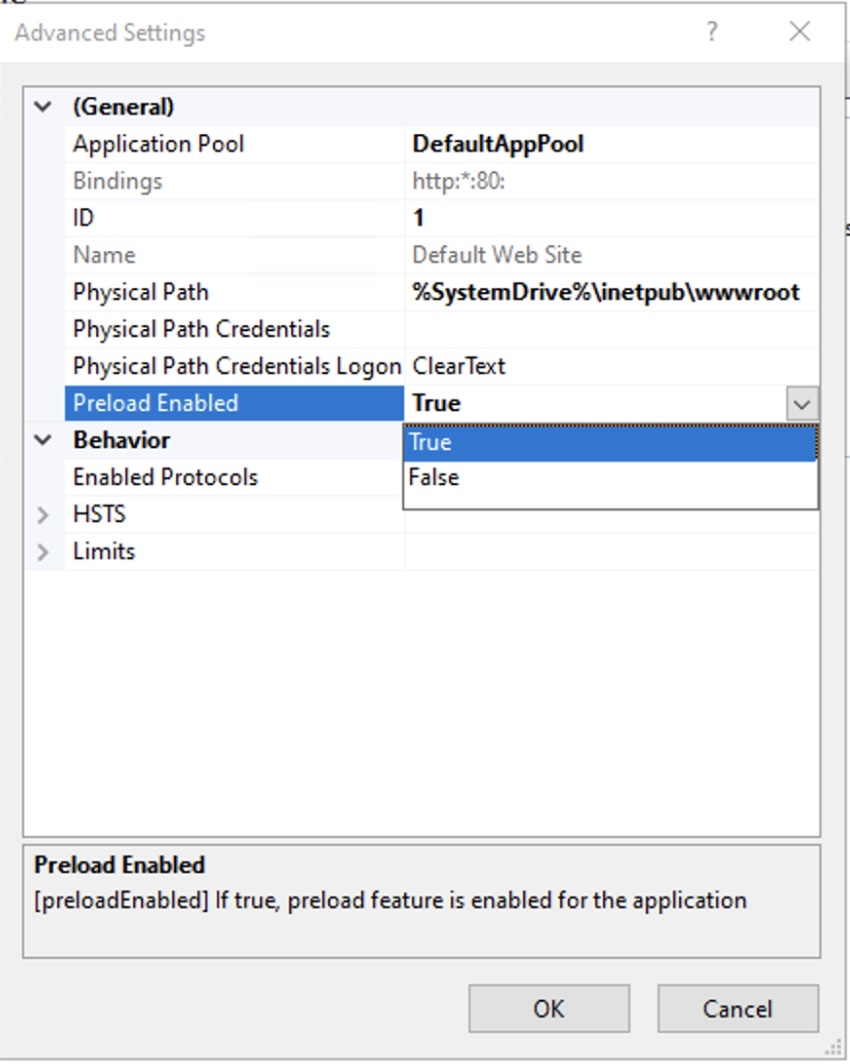 Advanced Settings ?
(General)
Application Pool DefaultAppPool
Bindings http:*:80:
ID 1
Name Default Web Site
Physical Path %SystemDrive%\inetpub\wwwroot
Physical Path Credentials
Physical Path Credentials Logon ClearText
Preload Enabled True
Behavior True
Enabled Protocols False
HSTS
Limits
Preload Enabled
[preloadEnabled] If true, preload feature is enabled for the application
OK Cancel